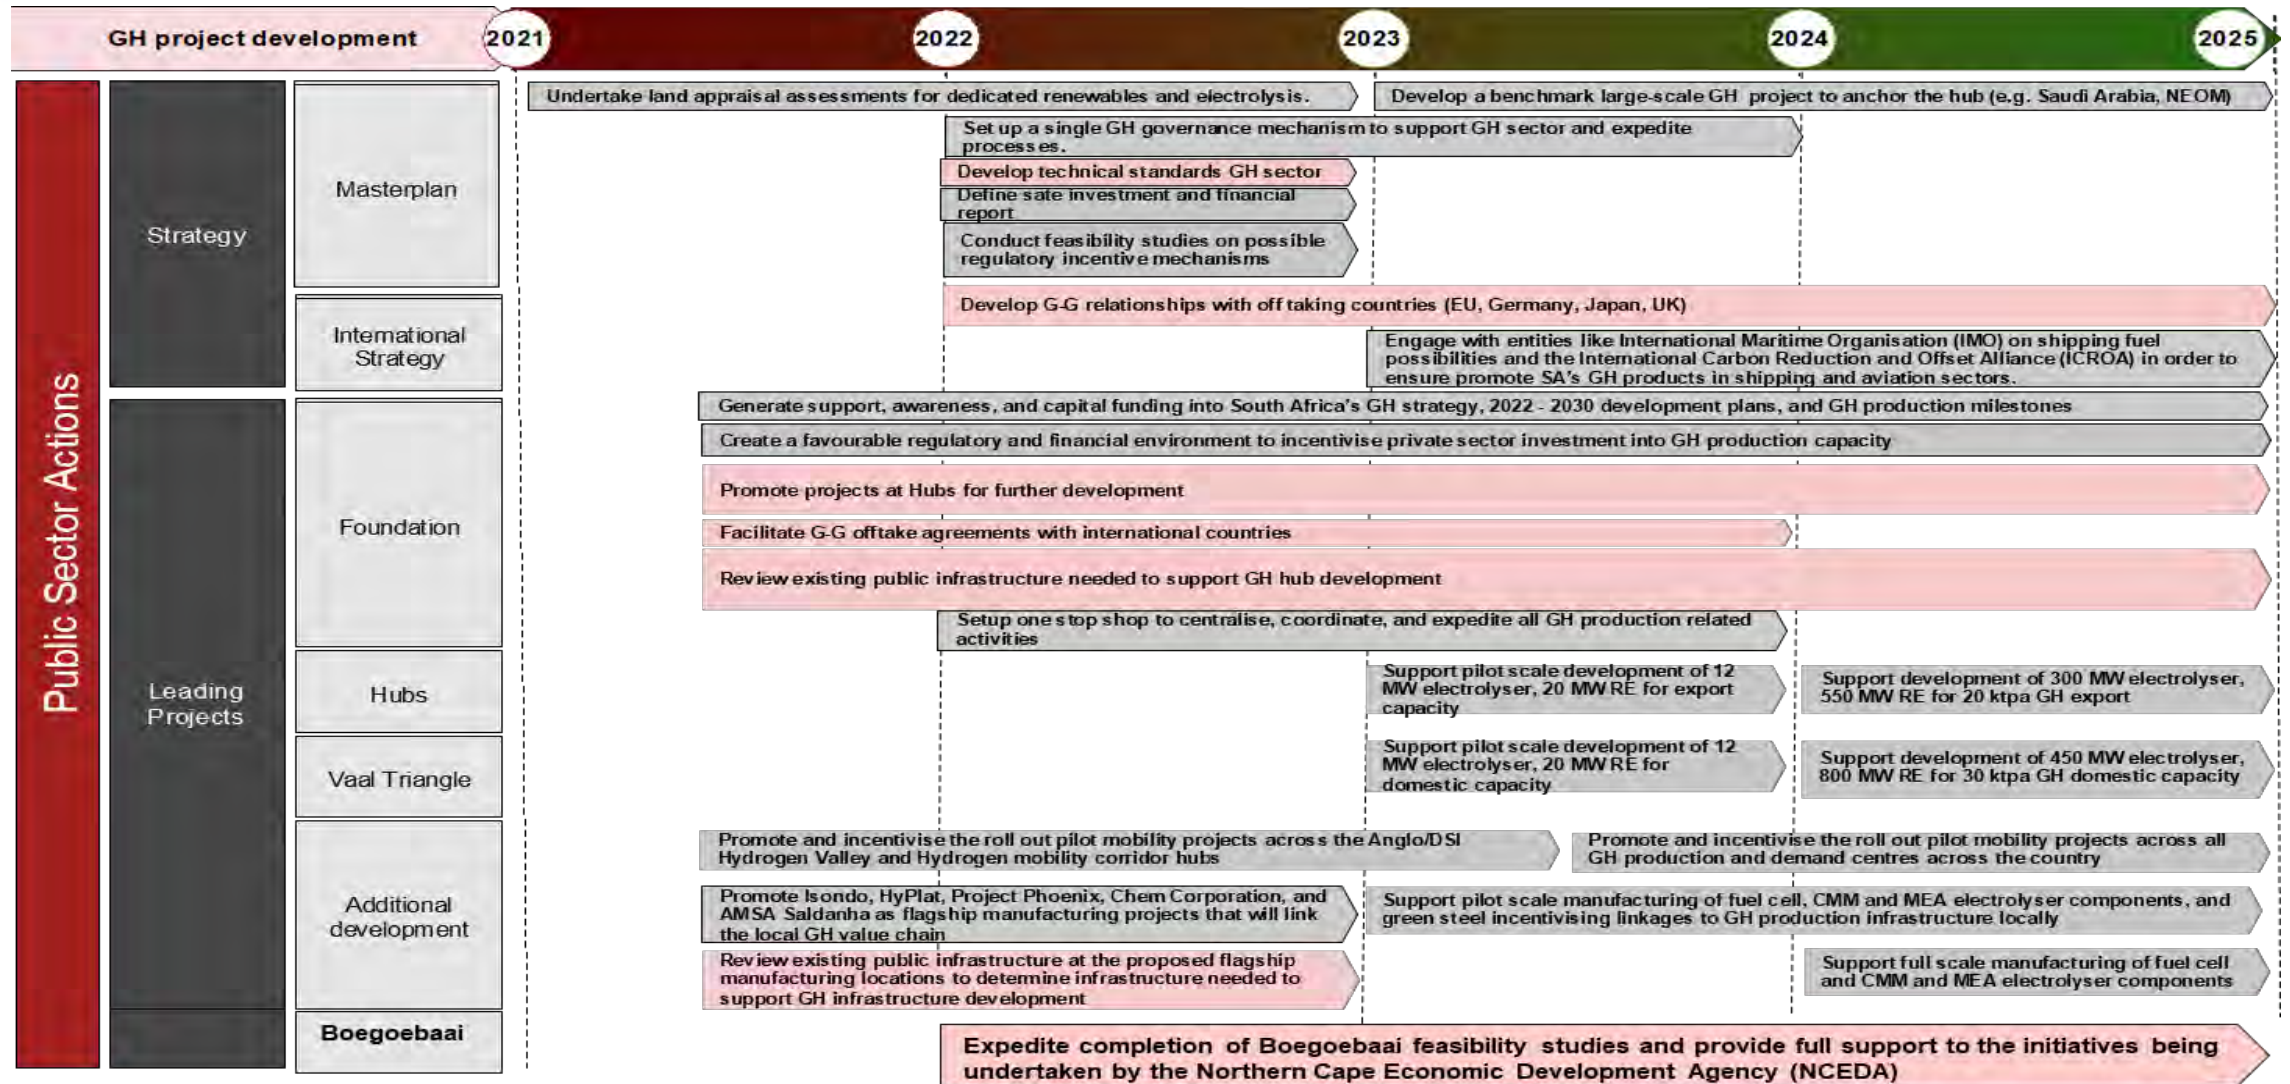 GH project development
2021
2022
2023
2024
2025
Public Sector Actions
Strategy
Masterplan
Undertake land appraisal assessments for dedicated renewables and electrolysis.
Develop a benchmark large-scale GH project to anchor the hub (e.g. Saudi Arabia, NEOM)
Set up a single GH governance mechanism to support GH sector and expedite
processes.
Develop technical standards GH sector
Define sate investment and financial
report
Conduct feasibility studies on possible
regulatory incentive mechanisms
International
Strategy
Develop G-G relationships with off taking countries (EU, Germany, Japan, UK)
Engage with entities like International Maritime Organisation (IMO) on shipping fuel
possibilities and the International Carbon Reduction and Offset Alliance (ICROA) in order to
ensure promote SA's GH products in shipping and aviation sectors.
Leading
Projects
Foundation
Generate support, awareness, and capital funding into South Africa's GH strategy, 2022 - 2030 development plans, and GH production milestones
Create a favourable regulatory and financial environment to incentivise private sector investment into GH production capacity
Promote projects at Hubs for further development
Facilitate G-G offtake agreements with international countries
Review existing public infrastructure needed to support GH hub development
Setup one stop shop to centralise, coordinate, and expedite all GH production related
activities
Hubs
Support pilot scale development of 12
MW electrolyser, 20 MW RE for export
capacity
Support development of 300 MW electrolyser,
550 MW RE for 20 ktpa GH export
Vaal Triangle
Support pilot scale development of 12
MW electrolyser, 20 MW RE for
domestic capacity
Support development of 450 MW electrolyser,
800 MW RE for 30 ktpa GH domestic capacity
Additional
development
Promote and incentivise the roll out pilot mobility projects across the Anglo/DSI
Hydrogen Valley and Hydrogen mobility corridor hubs
Promote and incentivise the roll out pilot mobility projects across all
GH production and demand centres across the country
Promote Isondo, HyPlat, Project Phoenix, Chem Corporation, and
AMSA Saldanha as flagship manufacturing projects that will link
the local GH value chain
Support pilot scale manufacturing of fuel cell, CMM and MEA electrolyser components, and
green steel incentivising linkages to GH production infrastructure locally
Review existing public infrastructure at the proposed flagship
manufacturing locations to determine infrastructure needed to
support GH infrastructure development
Support full scale manufacturing of fuel cell
and CMM and MEA electrolyser components
Boegoebaai
Expedite completion of Boegoebaai feasibility studies and provide full support to the initiatives being
undertaken by the Northern Cape Economic Development Agency (NCEDA)